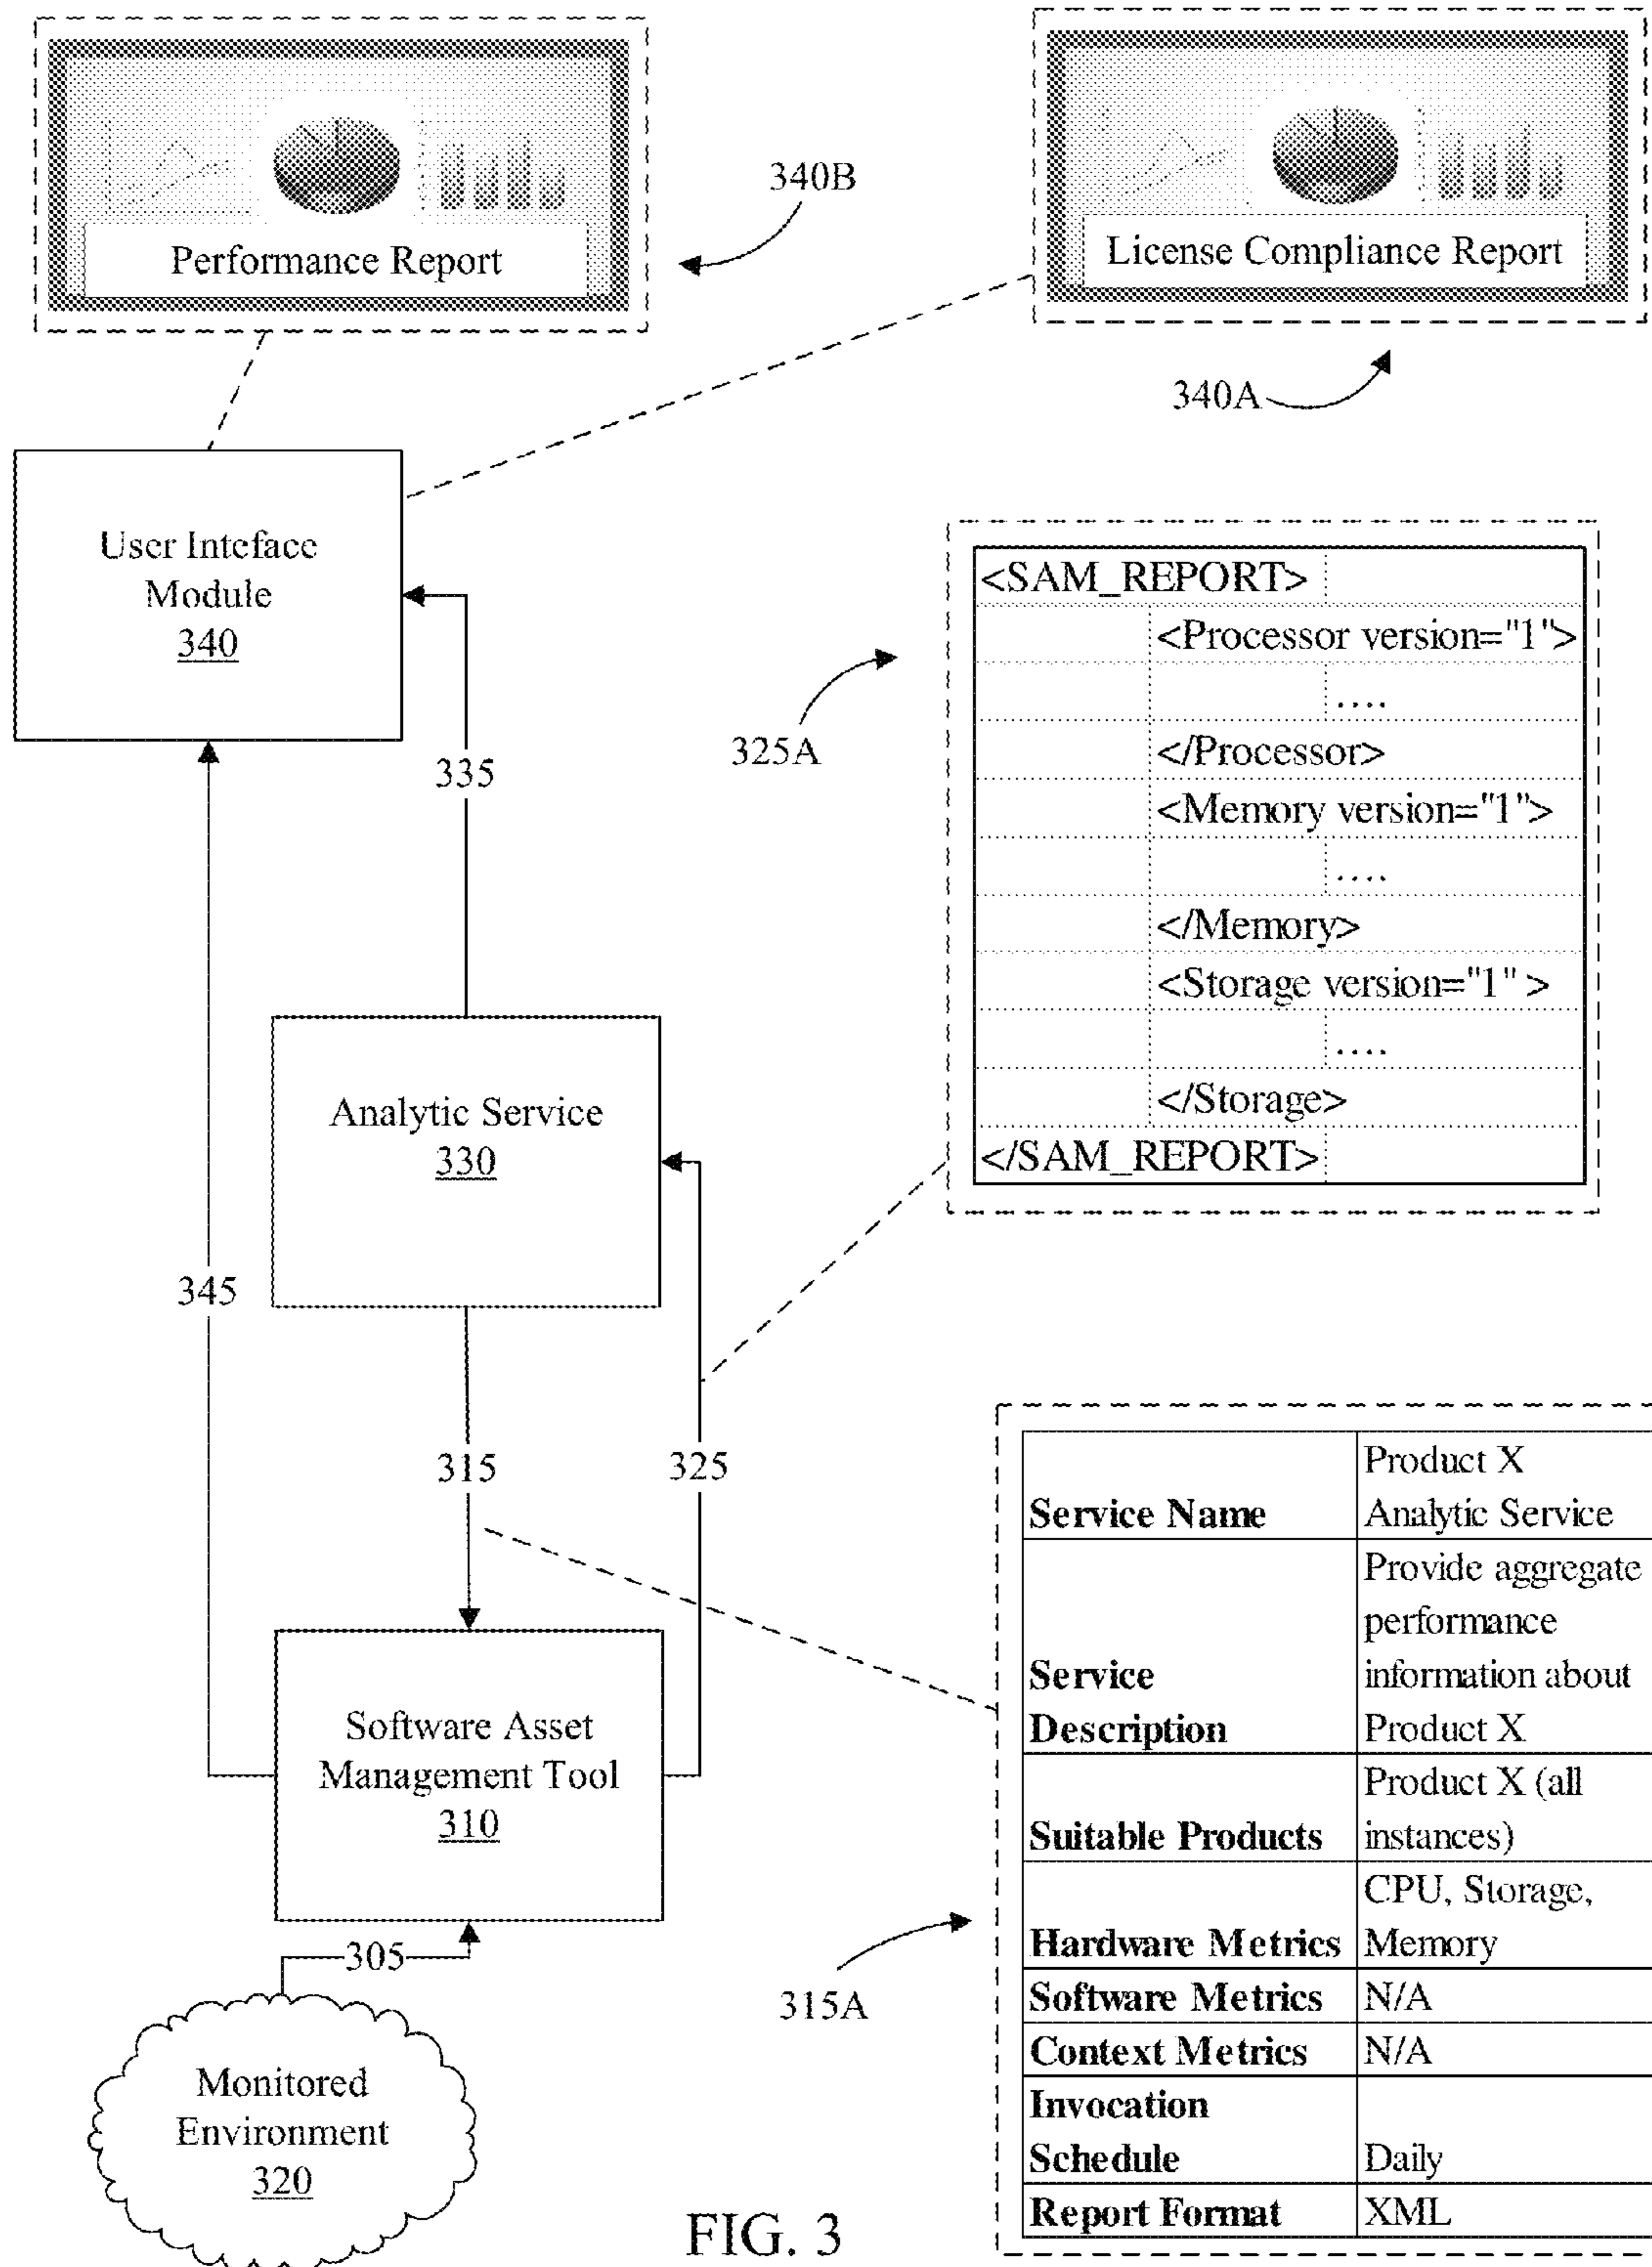 Performance Report
340B
License Compliance Report
340A
User Inteface
Module
340
335
325A
<SAM_REPORT>
<Processor version="1">
....
</Processor>
<Memory version="1">
....
</Memory>
<Storage version="1" >
....
</Storage>
</SAM_REPORT>
Analytic Service
330
345
315
325
Software Asset
Management Tool
310
305
Monitored
Environment
320
315A
Product X
Service Name Analytic Service
Provide aggregate
performance
Service information about
Description Product X
Product X (all
Suitable Products instances)
CPU, Storage,
Hardware Metrics Memory
Software Metrics N/A
Context Metrics N/A
Invocation
Schedule Daily
Report Format XML
FIG. 3